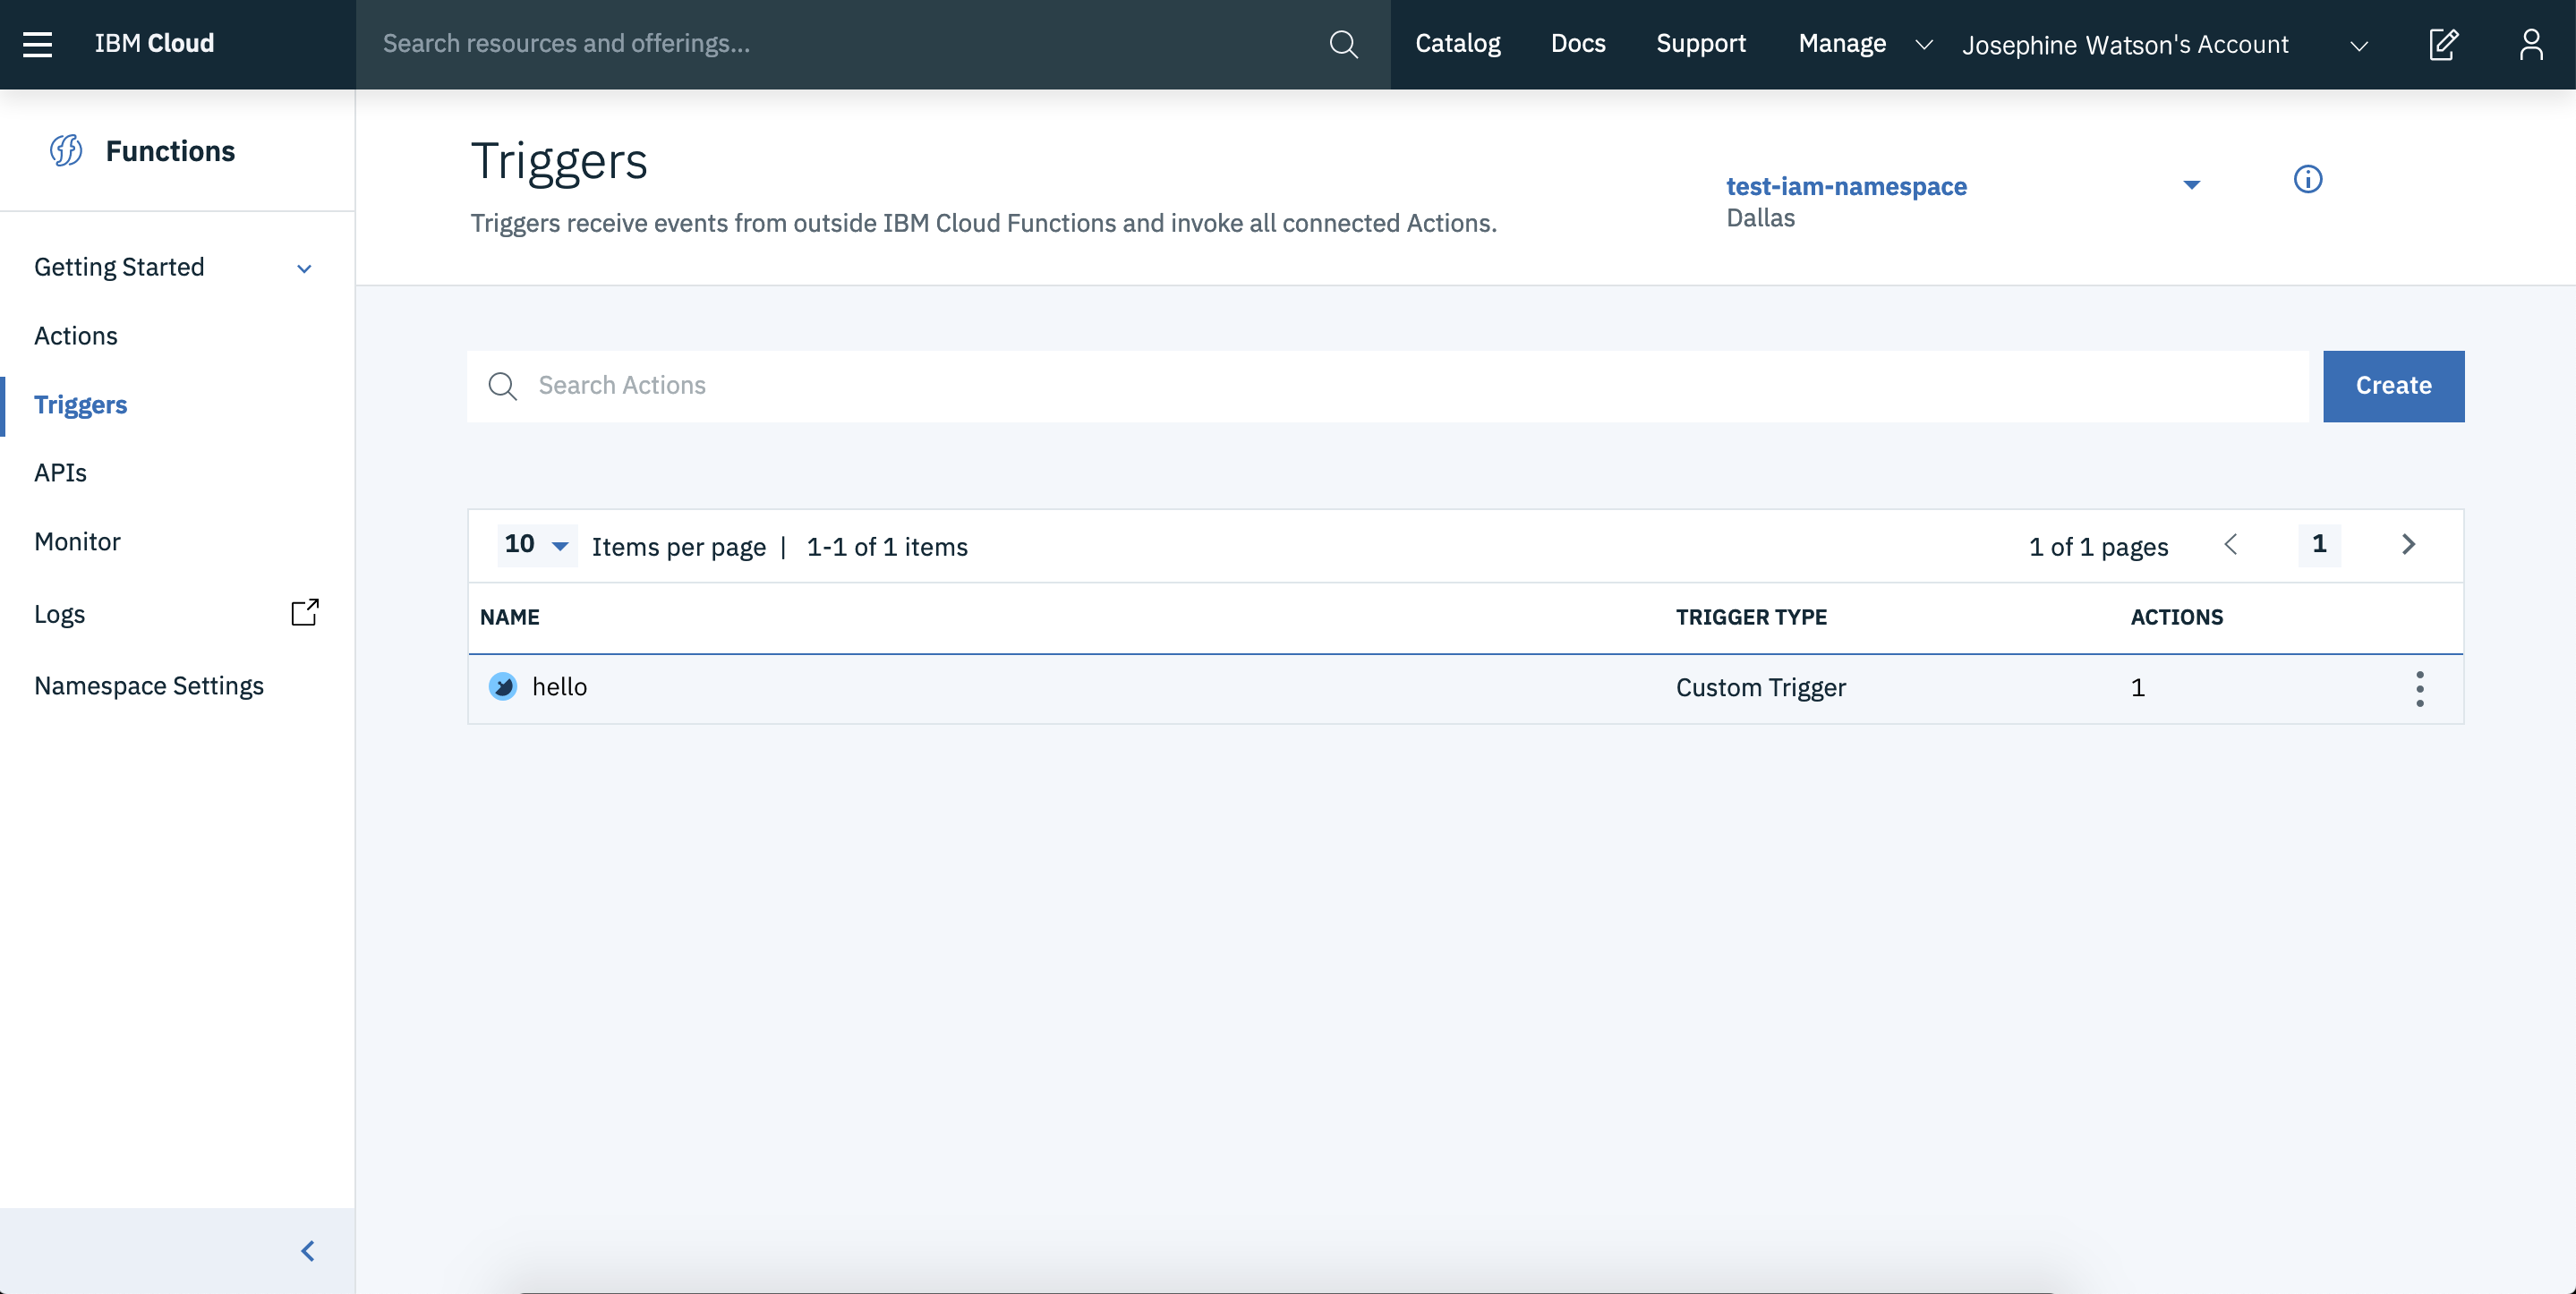 IBM Cloud
Search resources and offerings...
Catalog
Docs
Support
Manage
Josephine Watson's Account
Functions
Getting Started
Actions
Triggers
APIs
Monitor
Logs
Namespace Settings
Triggers
Triggers receive events from outside IBM Cloud Functions and invoke all connected Actions.
test-iam-namespace
Dallas
Search Actions
Create
10 Items per page | 1-1 of 1 items
1 of 1 pages 1
NAME TRIGGER TYPE ACTIONS
hello Custom Trigger 1